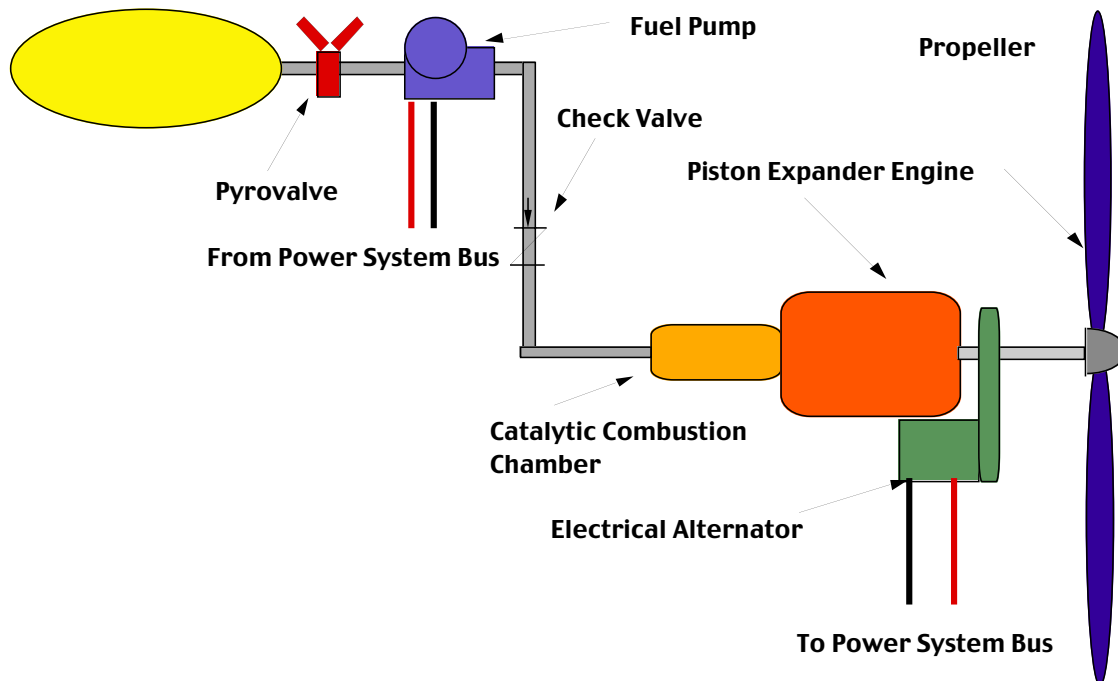 Fuel Pump
Propeller
Check Valve
Piston Expander Engine
Pyrovalve
From Power System Bus
Catalytic Combustion
Chamber
Electrical Alternator
To Power System Bus